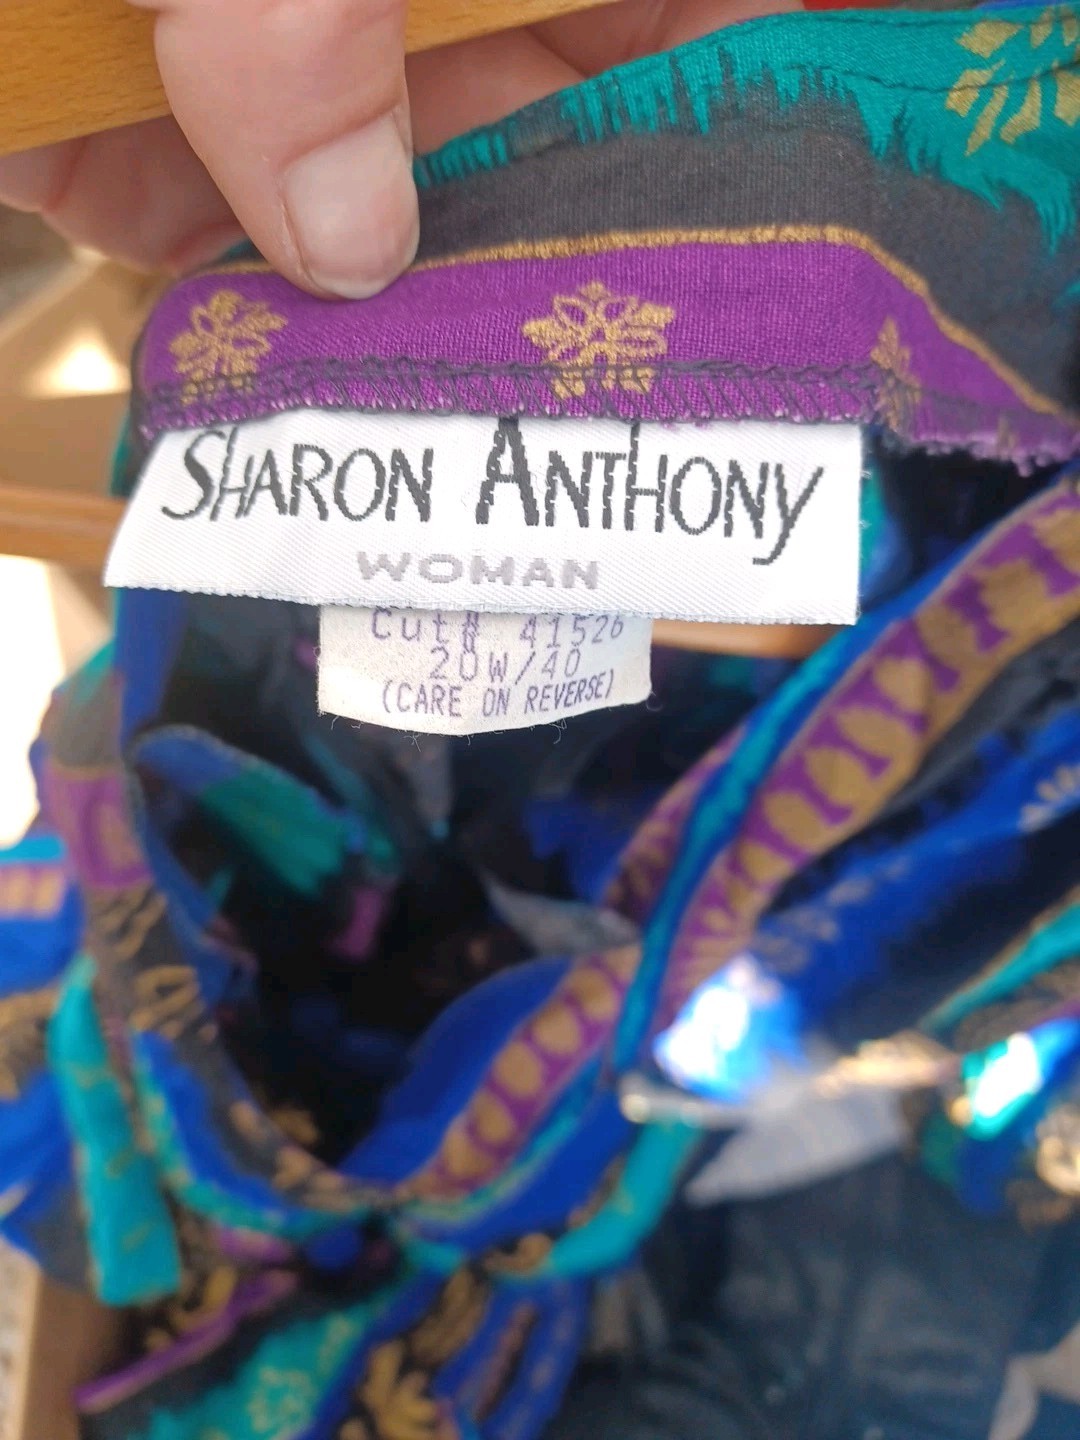 SHARON ANTHONY
WOMAN
Cut# 41526
20W/40
(CARE ON REVERSE)